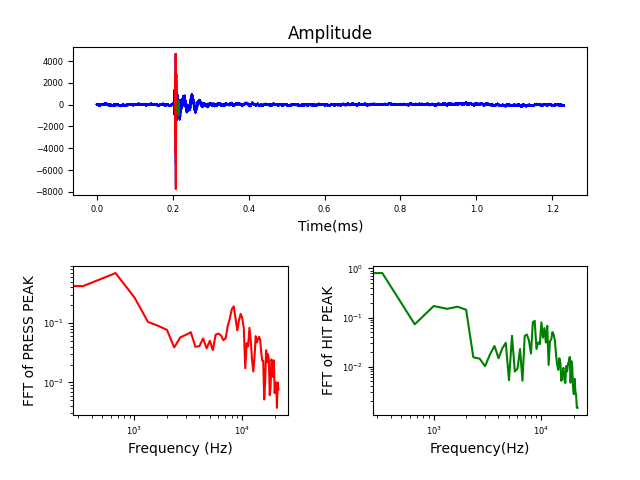 Amplitude
4000
2000
0
−2000
−4000
−6000
−8000
0.0 0.2 0.4 0.6 0.8 1.0 1.2
Time(ms)
FFT of PRESS PEAK
10⁻¹
10⁻²
10³ 10⁴
Frequency (Hz)
FFT of HIT PEAK
10⁰
10⁻¹
10⁻²
10³ 10⁴
Frequency(Hz)